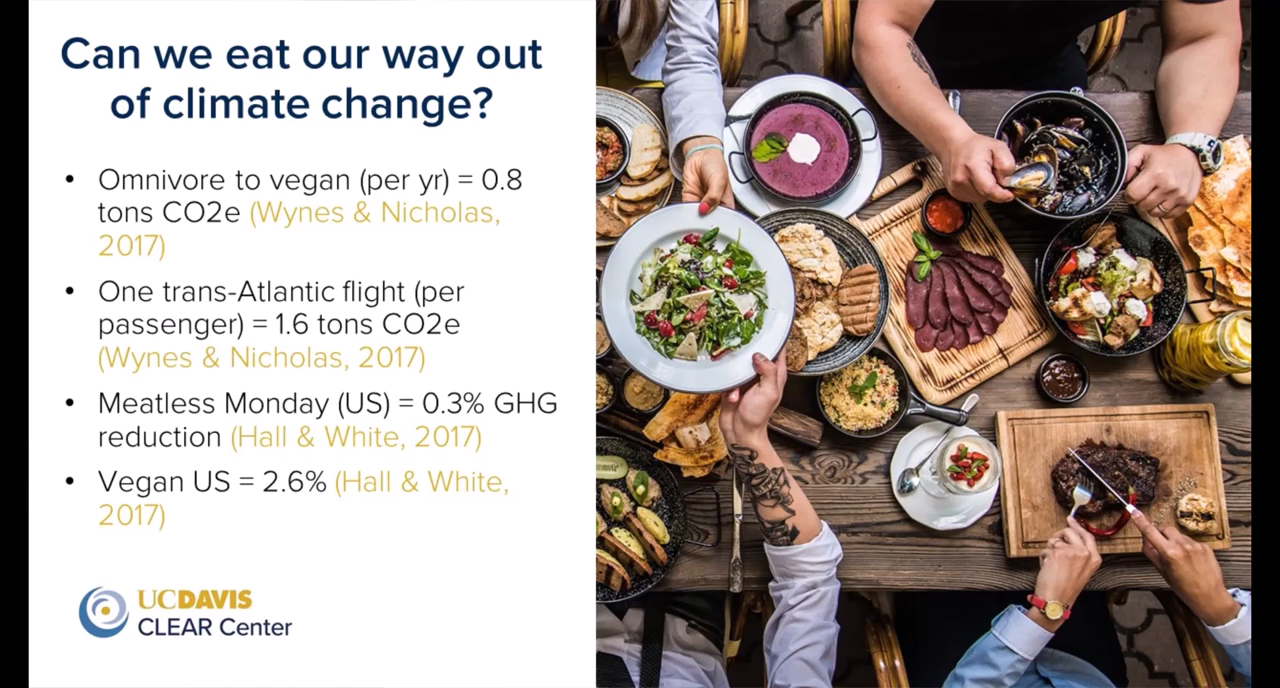 Can we eat our way out
of climate change?
• Omnivore to vegan (per yr) = 0.8
tons CO2e (Wynes & Nicholas,
2017)
• One trans-Atlantic flight (per
passenger) = 1.6 tons CO2e
(Wynes & Nicholas, 2017)
• Meatless Monday (US) = 0.3% GHG
reduction (Hall & White, 2017)
• Vegan US = 2.6% (Hall & White,
2017)
UCDAVIS
CLEAR Center